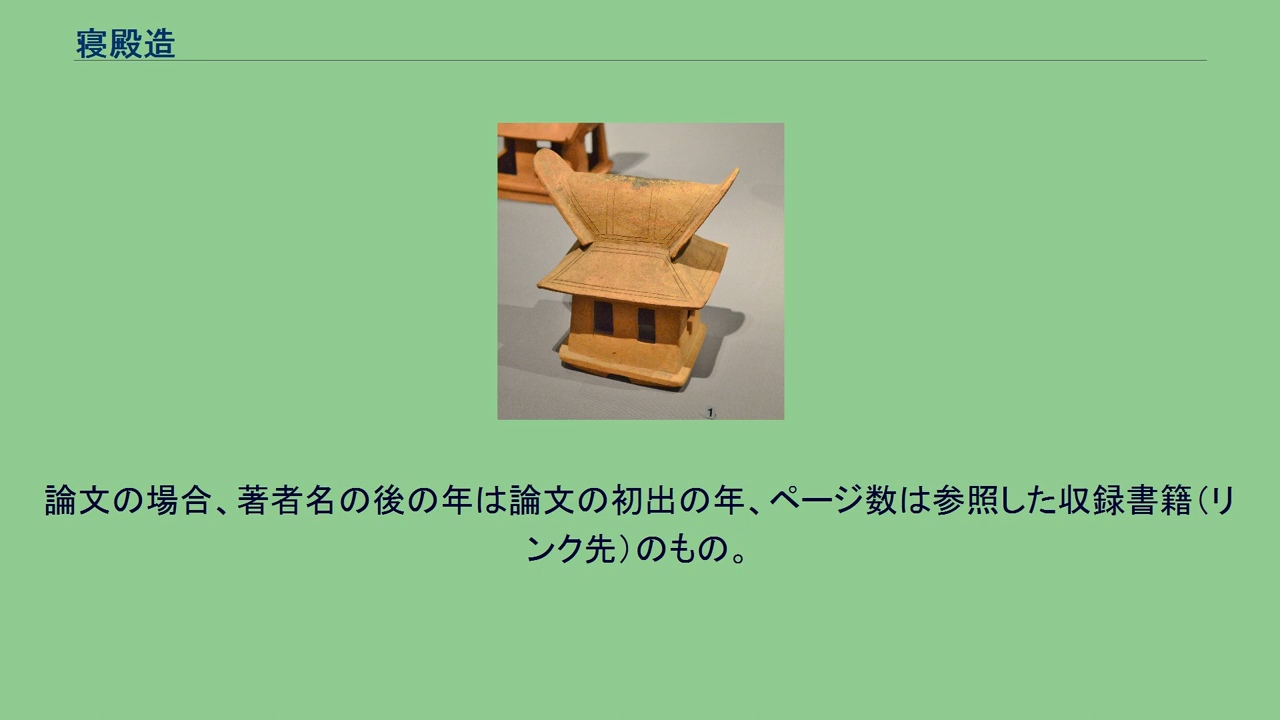 寝殿造
1
論文の場合、著者名の後の年は論文の初出の年、ページ数は参照した収録書籍（リ
ンク先）のもの。